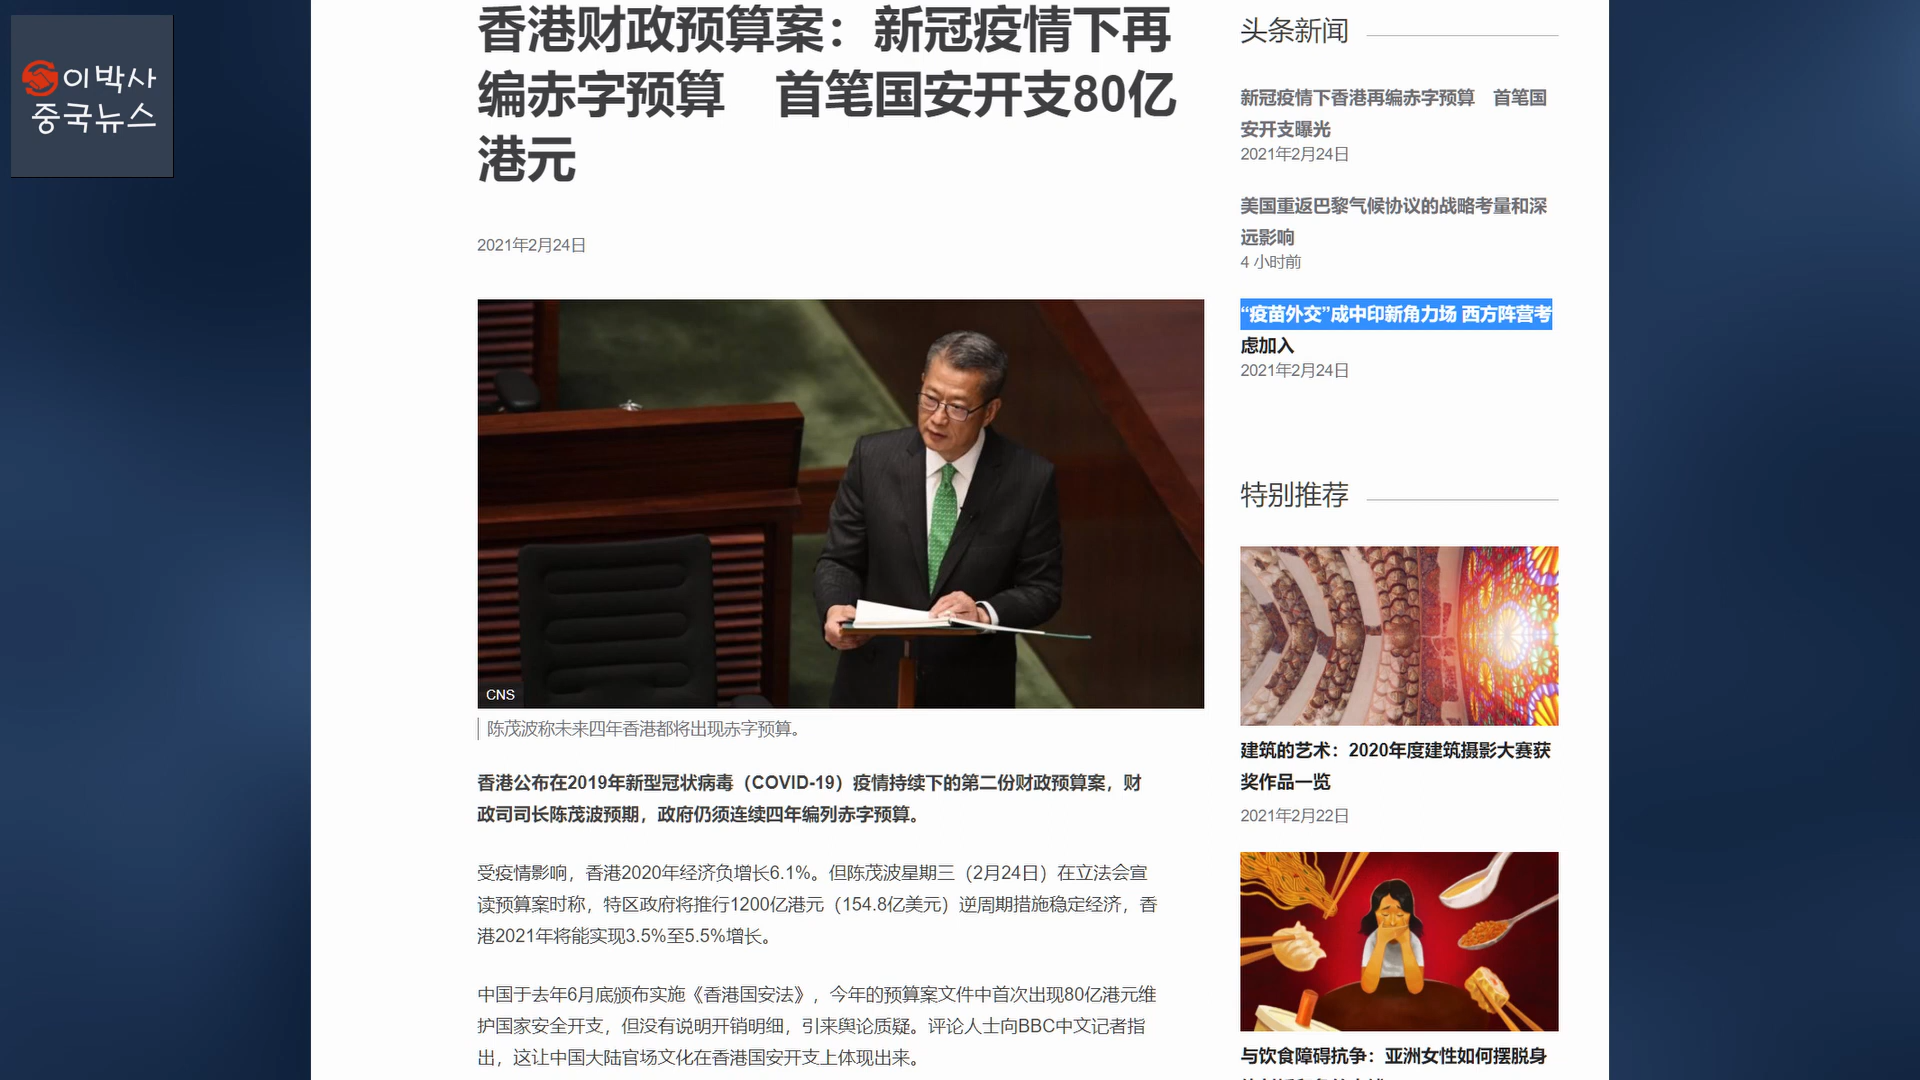 이박사
중국뉴스
香港财政预算案：新冠疫情下再
编赤字预算　首笔国安开支80亿
港元
2021年2月24日
CNS
陈茂波称未来四年香港都将出现赤字预算。
香港公布在2019年新型冠状病毒（COVID-19）疫情持续下的第二份财政预算案，财
政司司长陈茂波预期，政府仍须连续四年编列赤字预算。
受疫情影响，香港2020年经济负增长6.1%。但陈茂波星期三（2月24日）在立法会宣
读预算案时称，特区政府将推行1200亿港元（154.8亿美元）逆周期措施稳定经济，香
港2021年将能实现3.5%至5.5%增长。
中国于去年6月底颁布实施《香港国安法》，今年的预算案文件中首次出现80亿港元维
护国家安全开支，但没有说明开销明细，引来舆论质疑。评论人士向BBC中文记者指
出，这让中国大陆官场文化在香港国安开支上体现出来。
头条新闻
新冠疫情下香港再编赤字预算　首笔国
安开支曝光
2021年2月24日
美国重返巴黎气候协议的战略考量和深
远影响
4 小时前
“疫苗外交”成中印新角力场 西方阵营考
虑加入
2021年2月24日
特别推荐
建筑的艺术：2020年度建筑摄影大赛获
奖作品一览
2021年2月22日
与饮食障碍抗争：亚洲女性如何摆脱身